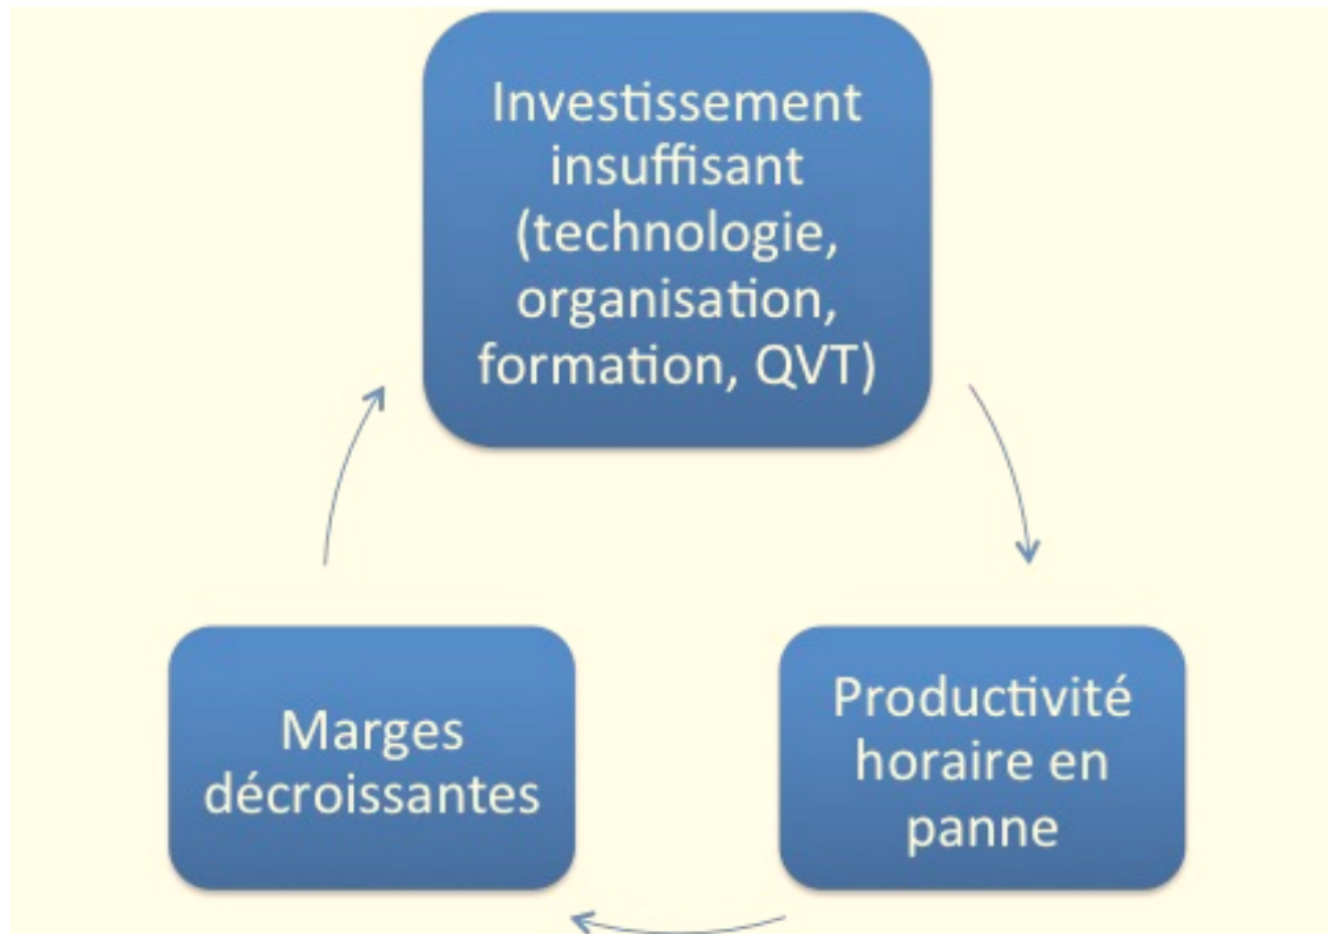 Investissement
insuffisant
(technologie,
organisation,
formation, QVT)
Marges
décroissantes
Productivité
horaire en
panne